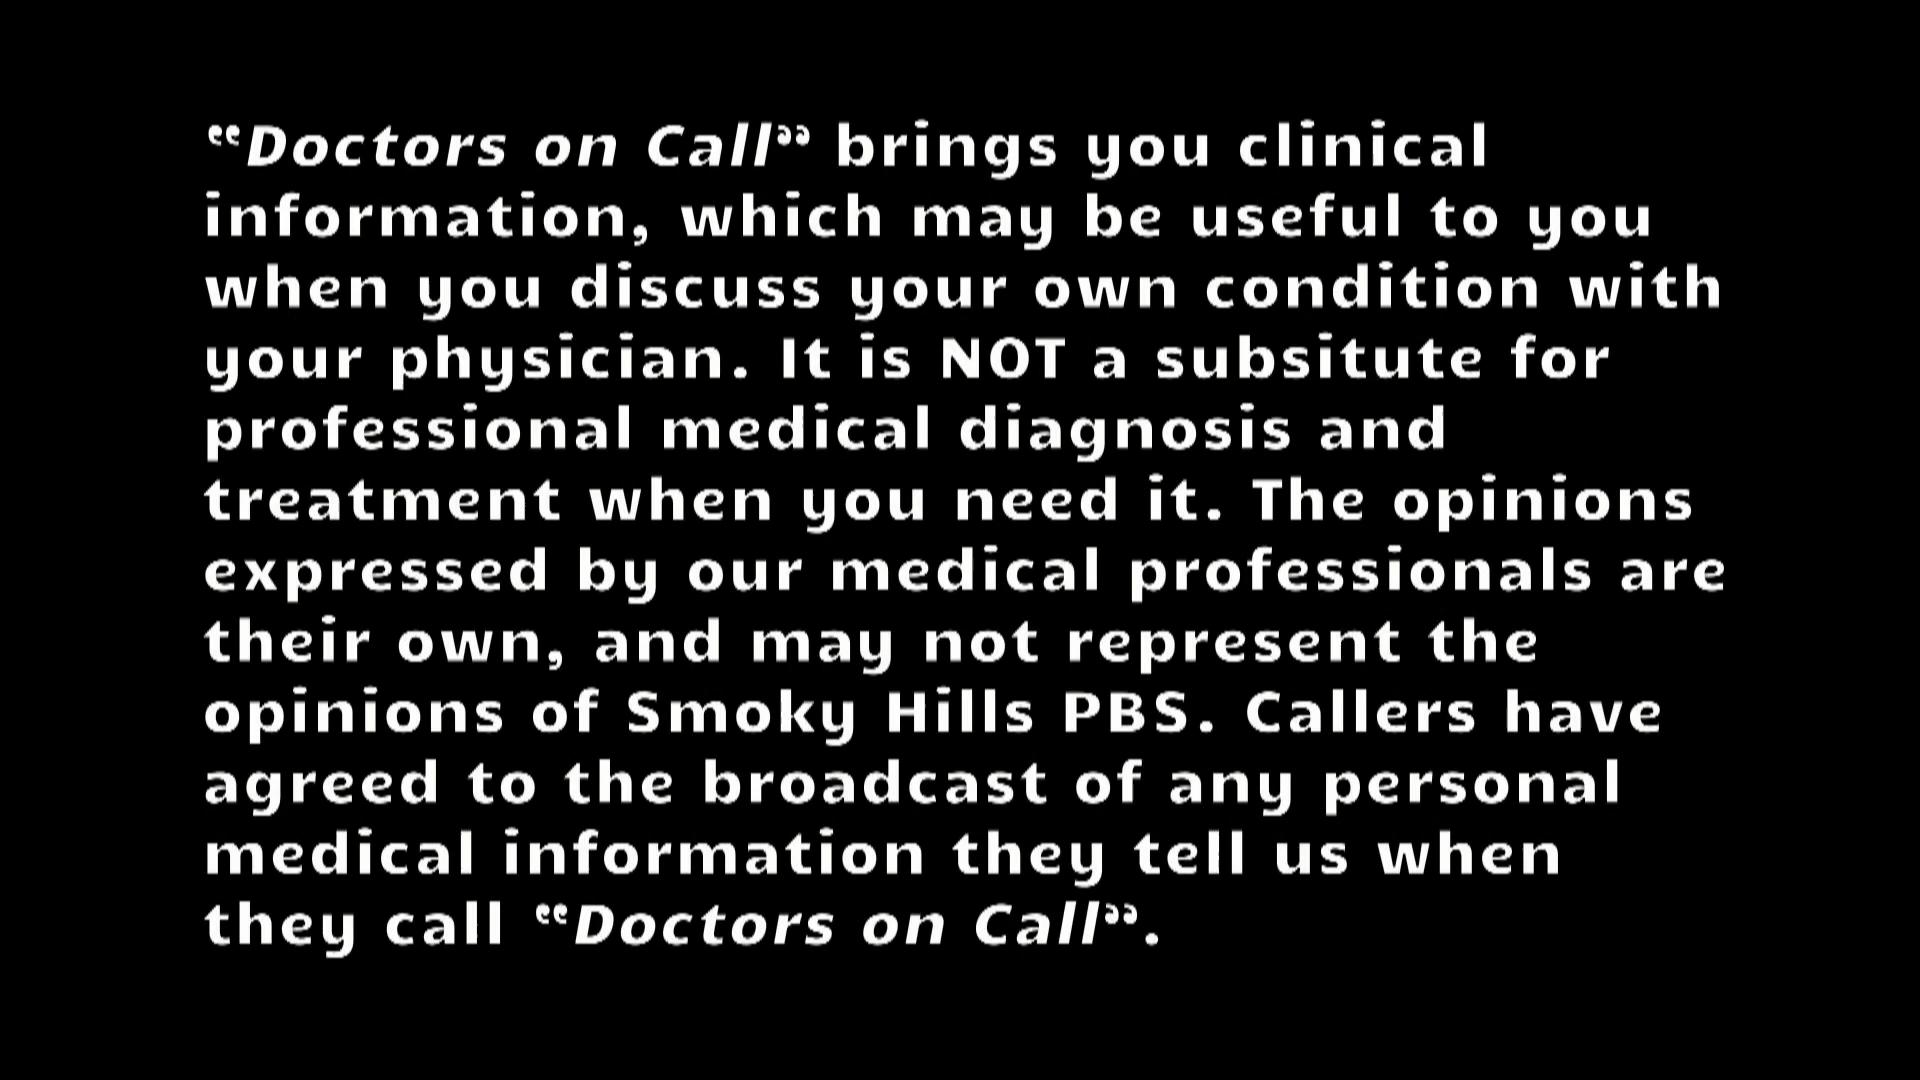 “Doctors on Call” brings you clinical
information, which may be useful to you
when you discuss your own condition with
your physician. It is NOT a subsitute for
professional medical diagnosis and
treatment when you need it. The opinions
expressed by our medical professionals are
their own, and may not represent the
opinions of Smoky Hills PBS. Callers have
agreed to the broadcast of any personal
medical information they tell us when
they call “Doctors on Call”.